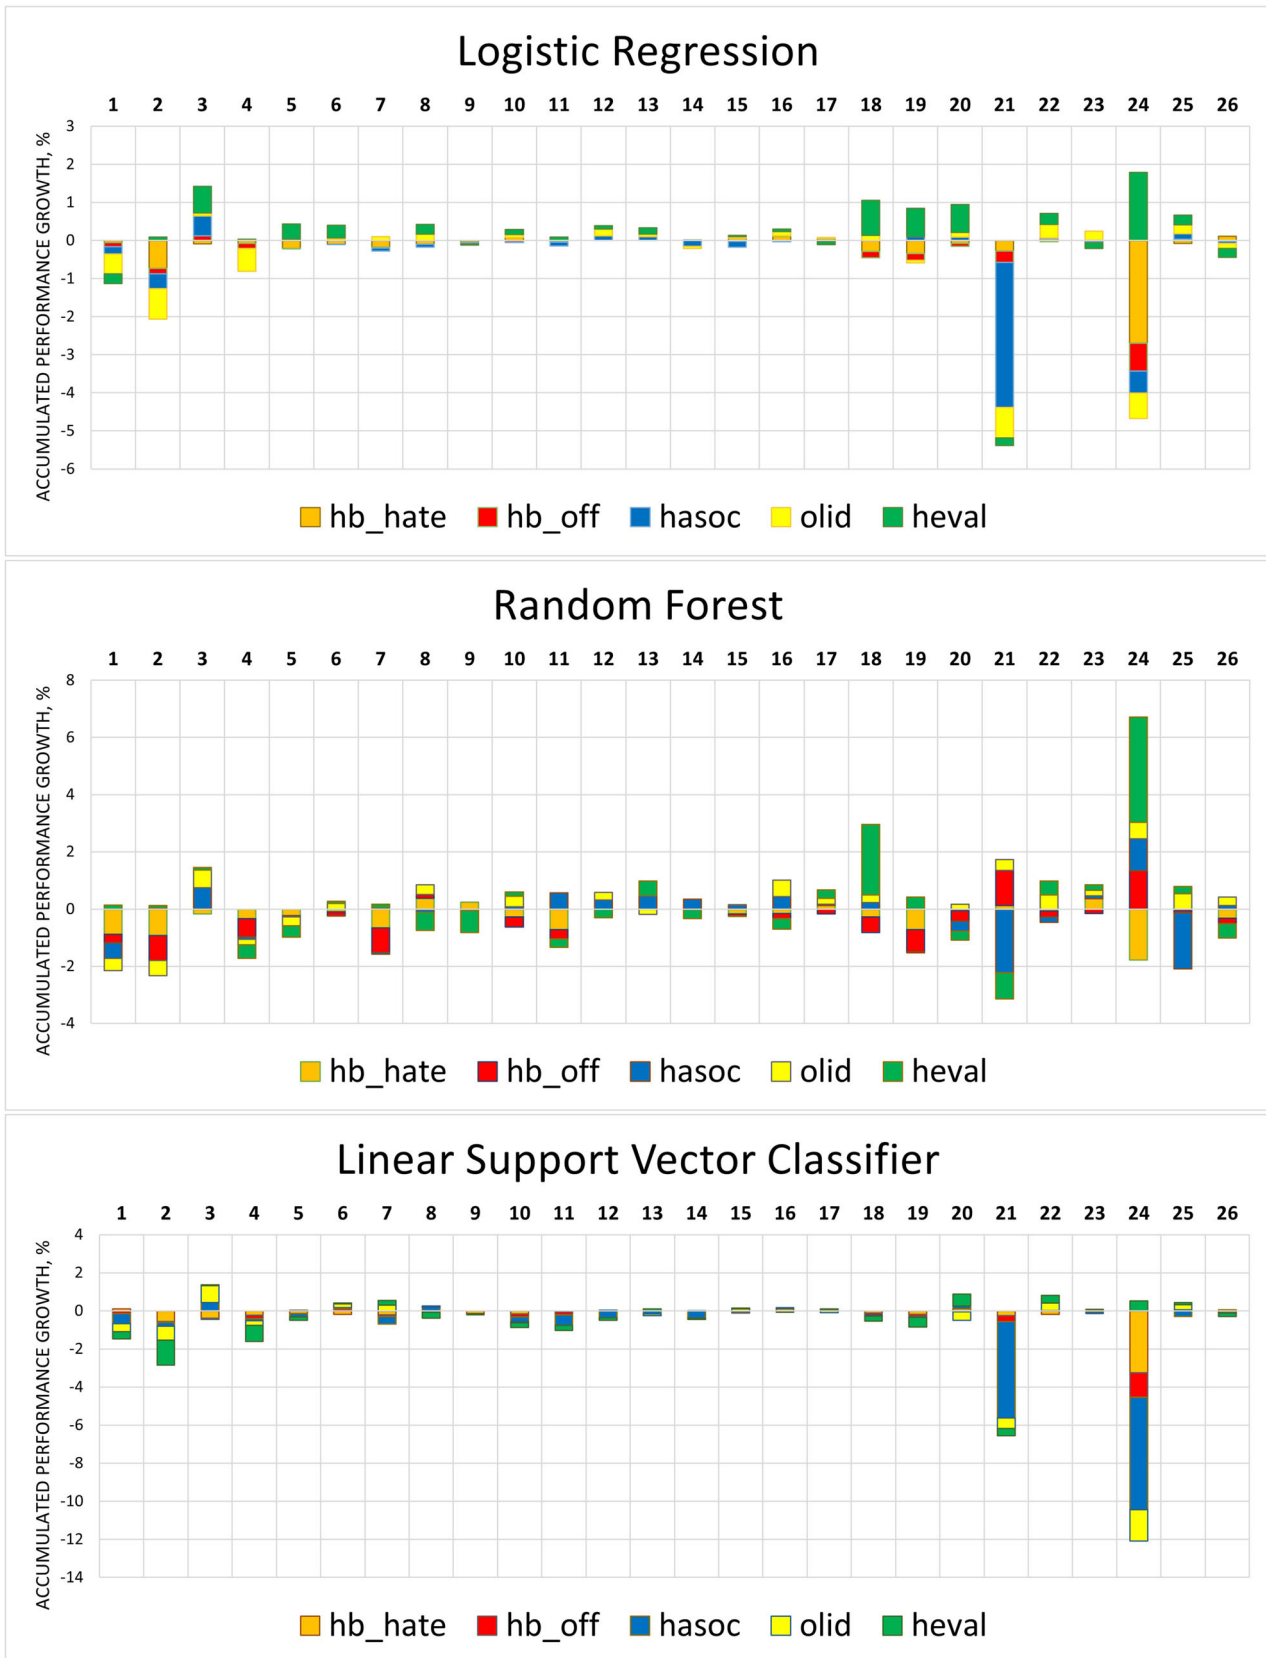 Logistic Regression
1 2 3 4 5 6 7 8 9 10 11 12 13 14 15 16 17 18 19 20 21 22 23 24 25 26
ACCUMULATED PERFORMANCE GROWTH, %
3
2
1
0
-1
-2
-3
-4
-5
-6
hb_hate hb_off hasoc olid heval
Random Forest
1 2 3 4 5 6 7 8 9 10 11 12 13 14 15 16 17 18 19 20 21 22 23 24 25 26
ACCUMULATED PERFORMANCE GROWTH, %
8
6
4
2
0
-2
-4
hb_hate hb_off hasoc olid heval
Linear Support Vector Classifier
1 2 3 4 5 6 7 8 9 10 11 12 13 14 15 16 17 18 19 20 21 22 23 24 25 26
ACCUMULATED PERFORMANCE GROWTH, %
4
2
0
-2
-4
-6
-8
-10
-12
-14
hb_hate hb_off hasoc olid heval